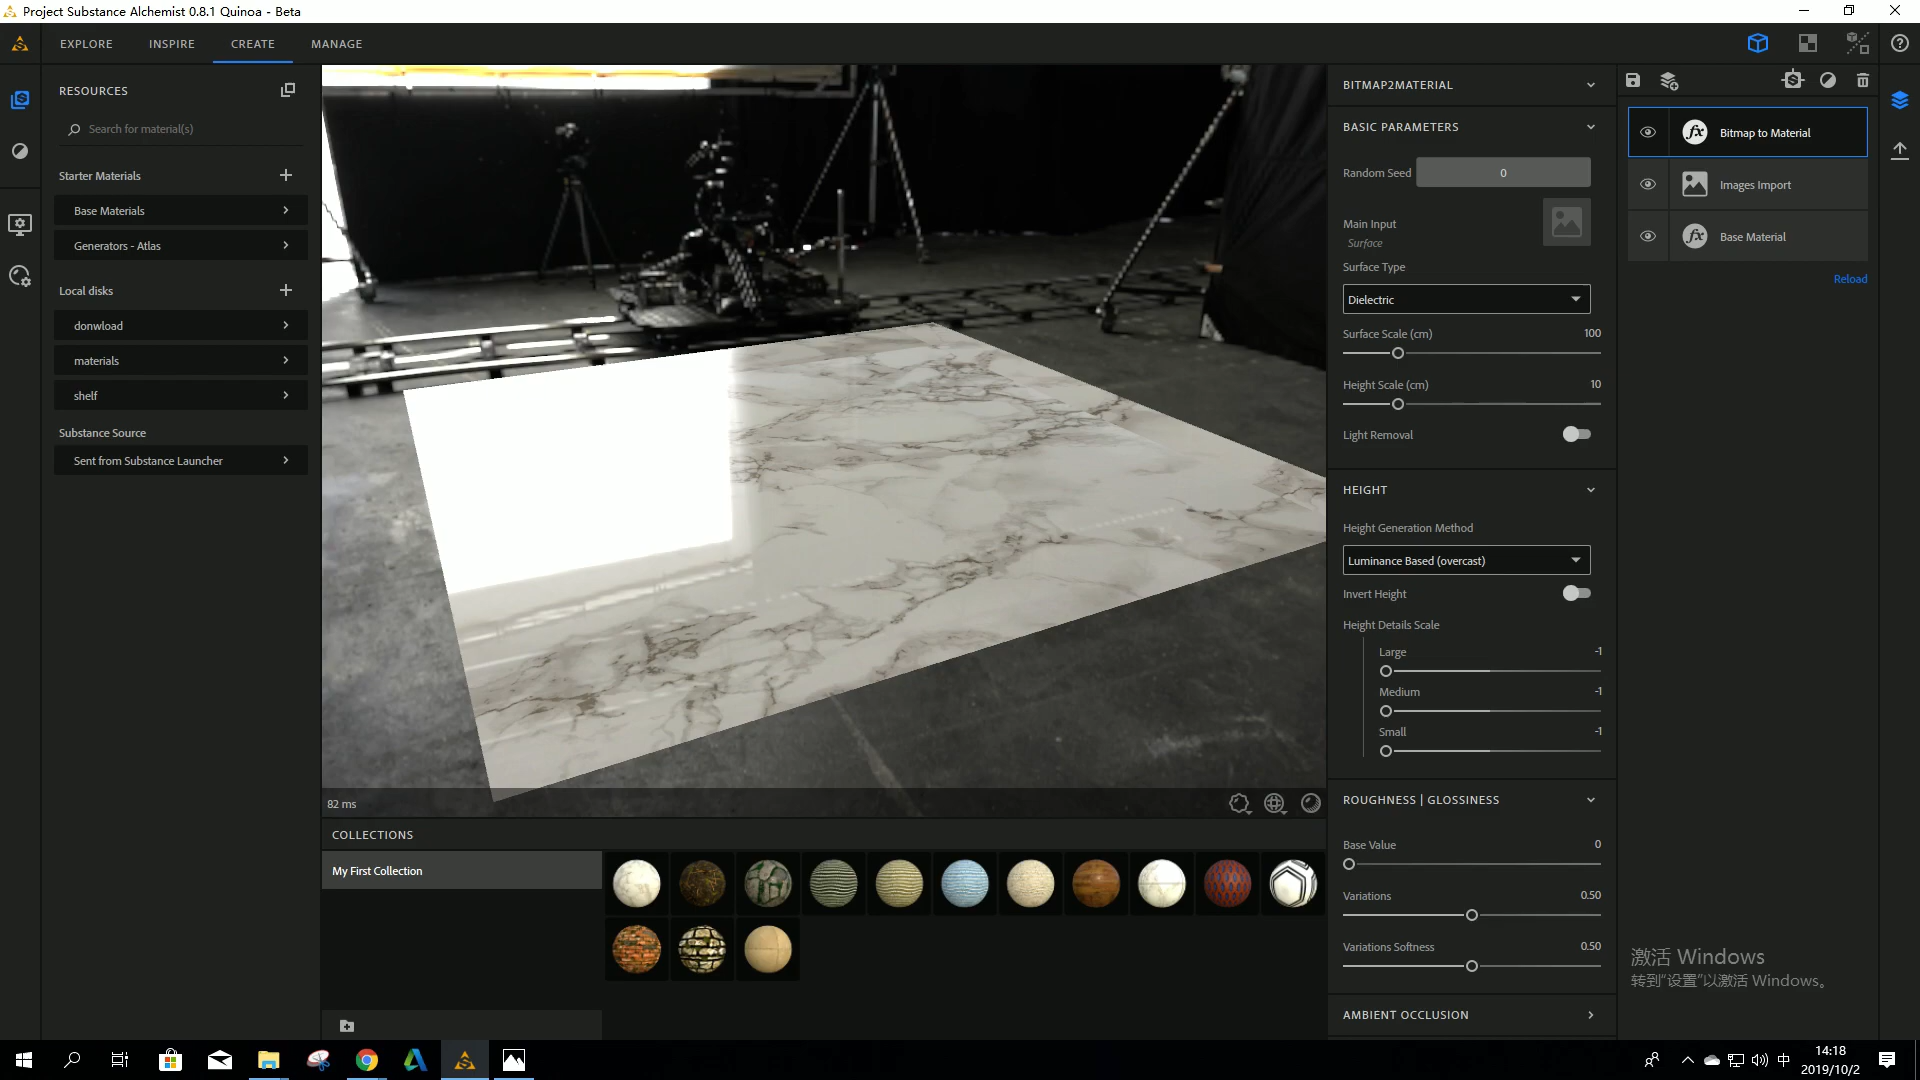 Project Substance Alchemist 0.8.1 Quinoa - Beta
EXPLORE
INSPIRE
CREATE
MANAGE
RESOURCES
Search for material(s)
Starter Materials
Base Materials
Generators - Atlas
Local disks
donwload
materials
shelf
Substance Source
Sent from Substance Launcher
82 ms
COLLECTIONS
My First Collection
BITMAP2MATERIAL
BASIC PARAMETERS
Random Seed
0
Main Input
Surface
Surface Type
Dielectric
Surface Scale (cm)
100
Height Scale (cm)
10
Light Removal
HEIGHT
Height Generation Method
Luminance Based (overcast)
Invert Height
Height Details Scale
Large
-1
Medium
-1
Small
-1
ROUGHNESS | GLOSSINESS
Base Value
0
Variations
0.50
Variations Softness
0.50
AMBIENT OCCLUSION
Bitmap to Material
Images Import
Base Material
Reload
激活 Windows
转到“设置”以激活 Windows。
中
14:18
2019/10/2